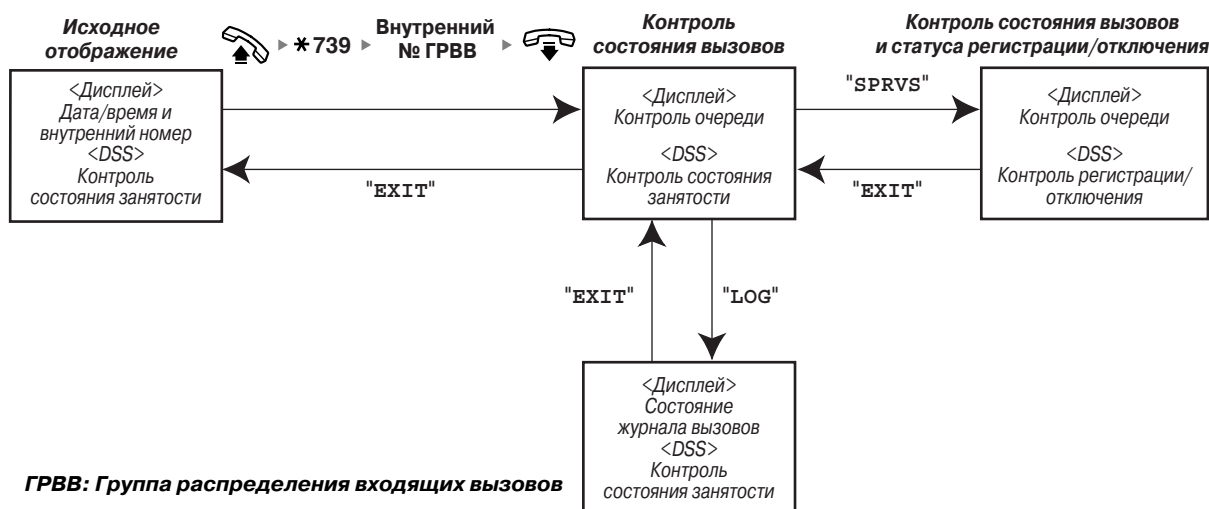 Исходное
отображение
*739
Внутренний
№ ГРВВ
Контроль
состояния вызовов
Контроль состояния вызовов
и статуса регистрации/отключения
<Дисплей>
Дата/время и
внутренний номер
<DSS>
Контроль
состояния занятости
"EXIT"
<Дисплей>
Контроль очереди
<DSS>
Контроль состояния
занятости
"SPRVS"
"EXIT"
<Дисплей>
Контроль очереди
<DSS>
Контроль регистрации/
отключения
"EXIT"
"LOG"
<Дисплей>
Состояние
журнала вызовов
<DSS>
Контроль
состояния занятости
ГРВВ: Группа распределения входящих вызовов